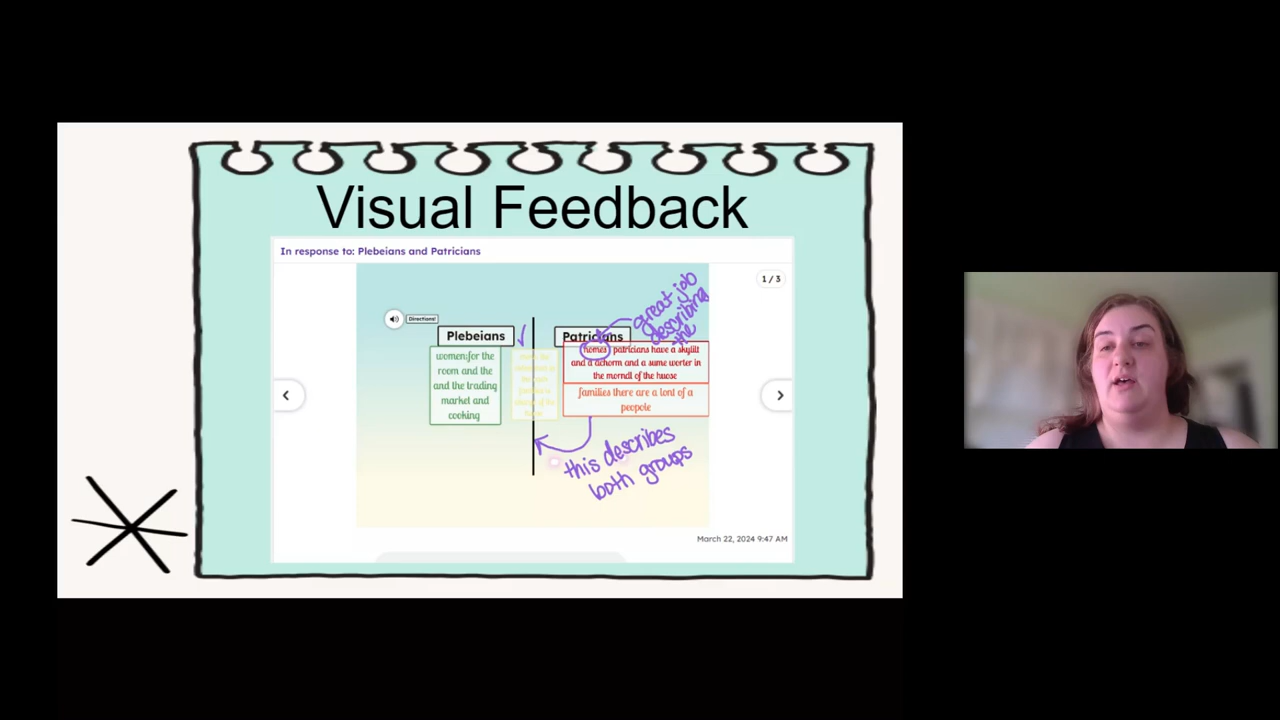 Visual Feedback
In response to: Plebeians and Patricians
1 / 3
Directions!
Plebeians
Patricians
great job
describing
the
women:for the
room and the
and the trading
market and
cooking
homes patricians have a skylilt
and a achorm and a sume worter in
the morndl of the huose
families there are a lont of a
peopole
this describes
both groups
March 22, 2024 9:47 AM